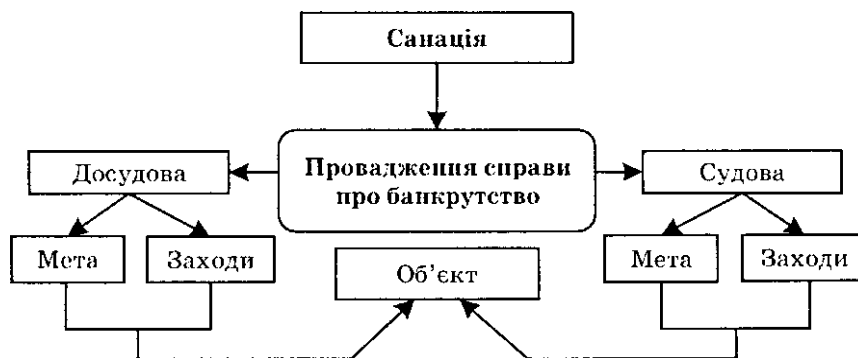 Санація
Провадження справи
про банкрутство
Досудова
Судова
Мета
Заходи
Об’єкт
Мета
Заходи